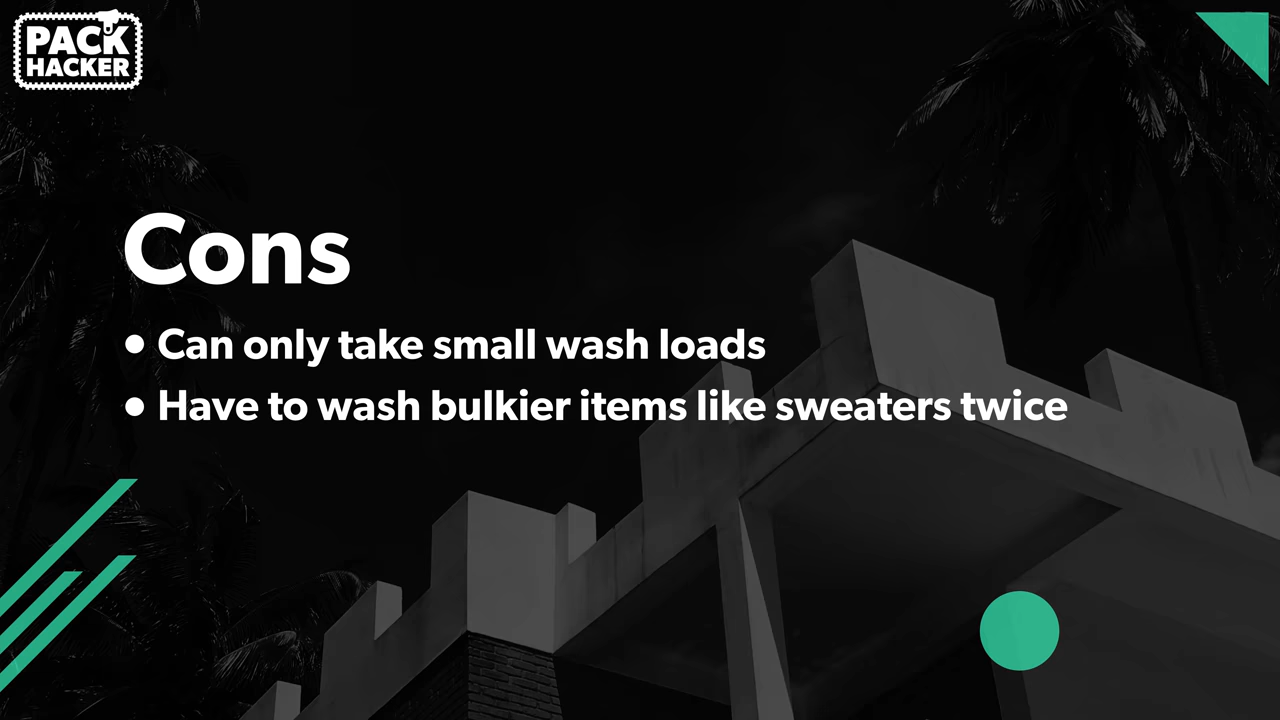 PACK
HACKER
Cons
• Can only take small wash loads
• Have to wash bulkier items like sweaters twice